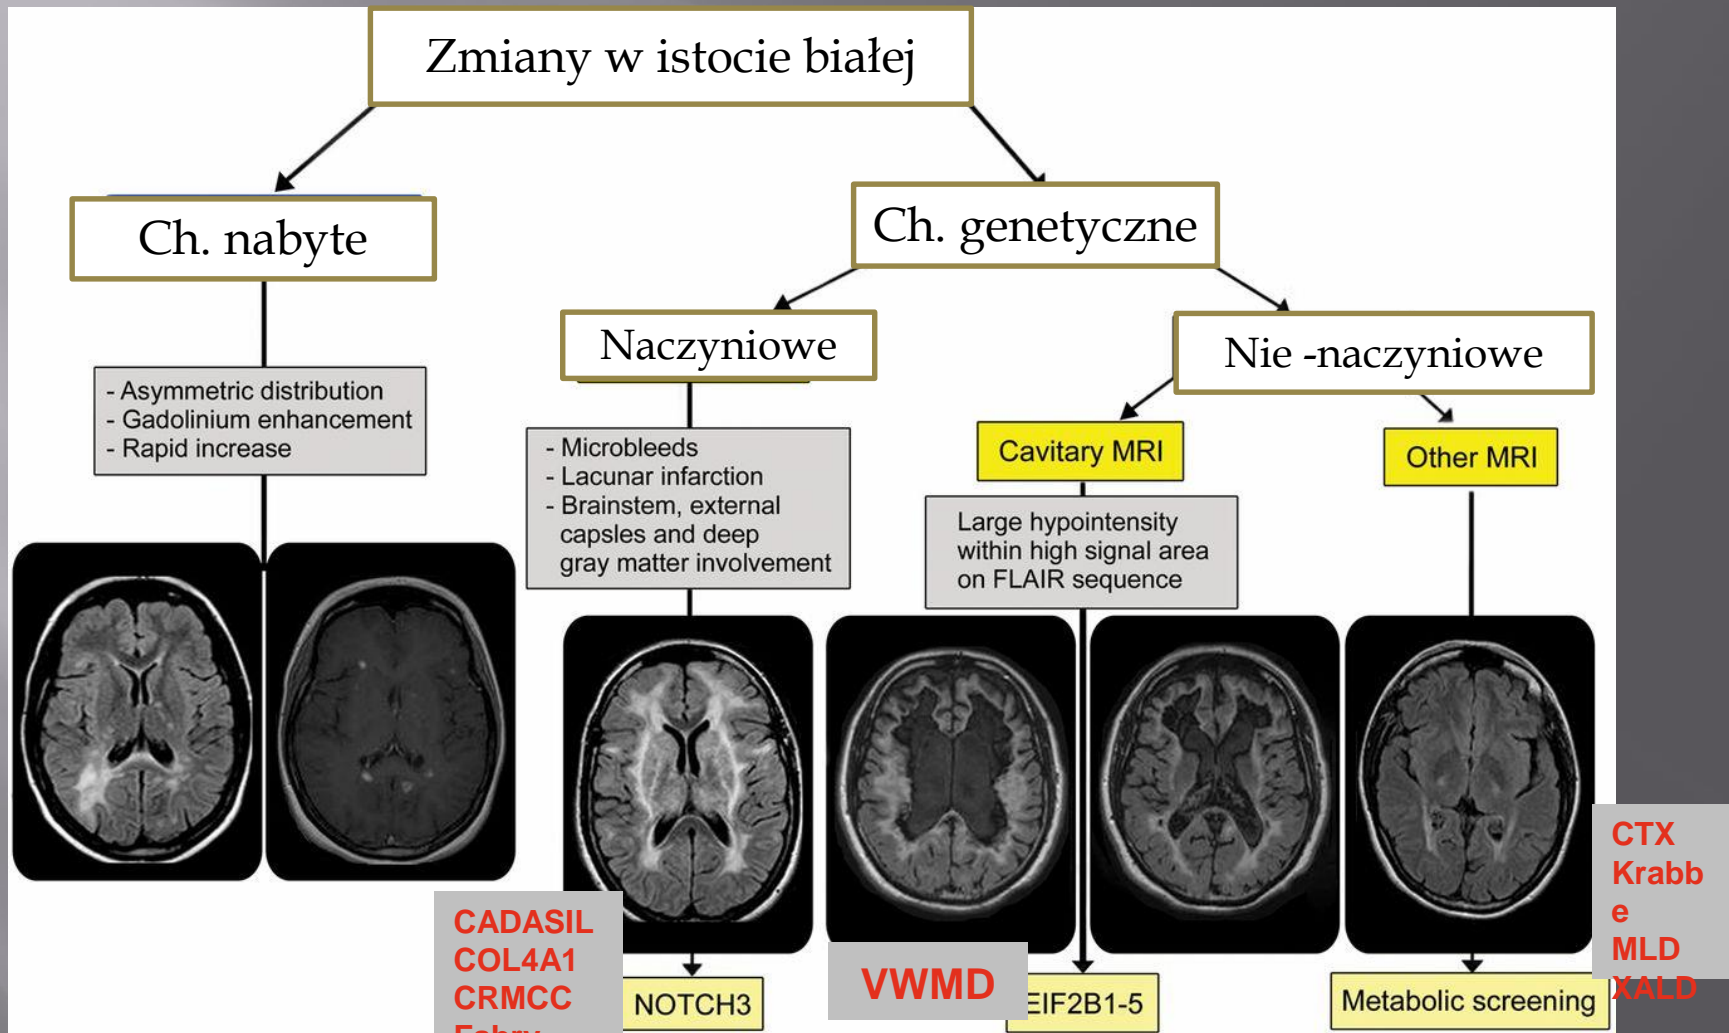 Zmiany w istocie białej
Ch. nabyte
Ch. genetyczne
Naczyniowe
Nie -naczyniowe
- Asymmetric distribution
- Gadolinium enhancement
- Rapid increase
- Microbleeds
- Lacunar infarction
- Brainstem, external
capsles and deep
gray matter involvement
Cavitary MRI
Other MRI
Large hypointensity
within high signal area
on FLAIR sequence
CADASIL
COL4A1
CRMCC
Fabry
NOTCH3
VWMD
EIF2B1-5
Metabolic screening
CTX
Krabb
e
MLD
XALD